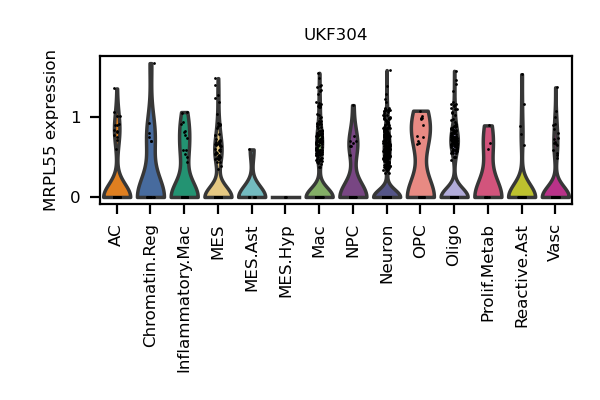 UKF304
MRPL55 expression
1
0
AC
Chromatin.Reg
Inflammatory.Mac
MES
MES.Ast
MES.Hyp
Mac
NPC
Neuron
OPC
Oligo
Prolif.Metab
Reactive.Ast
Vasc